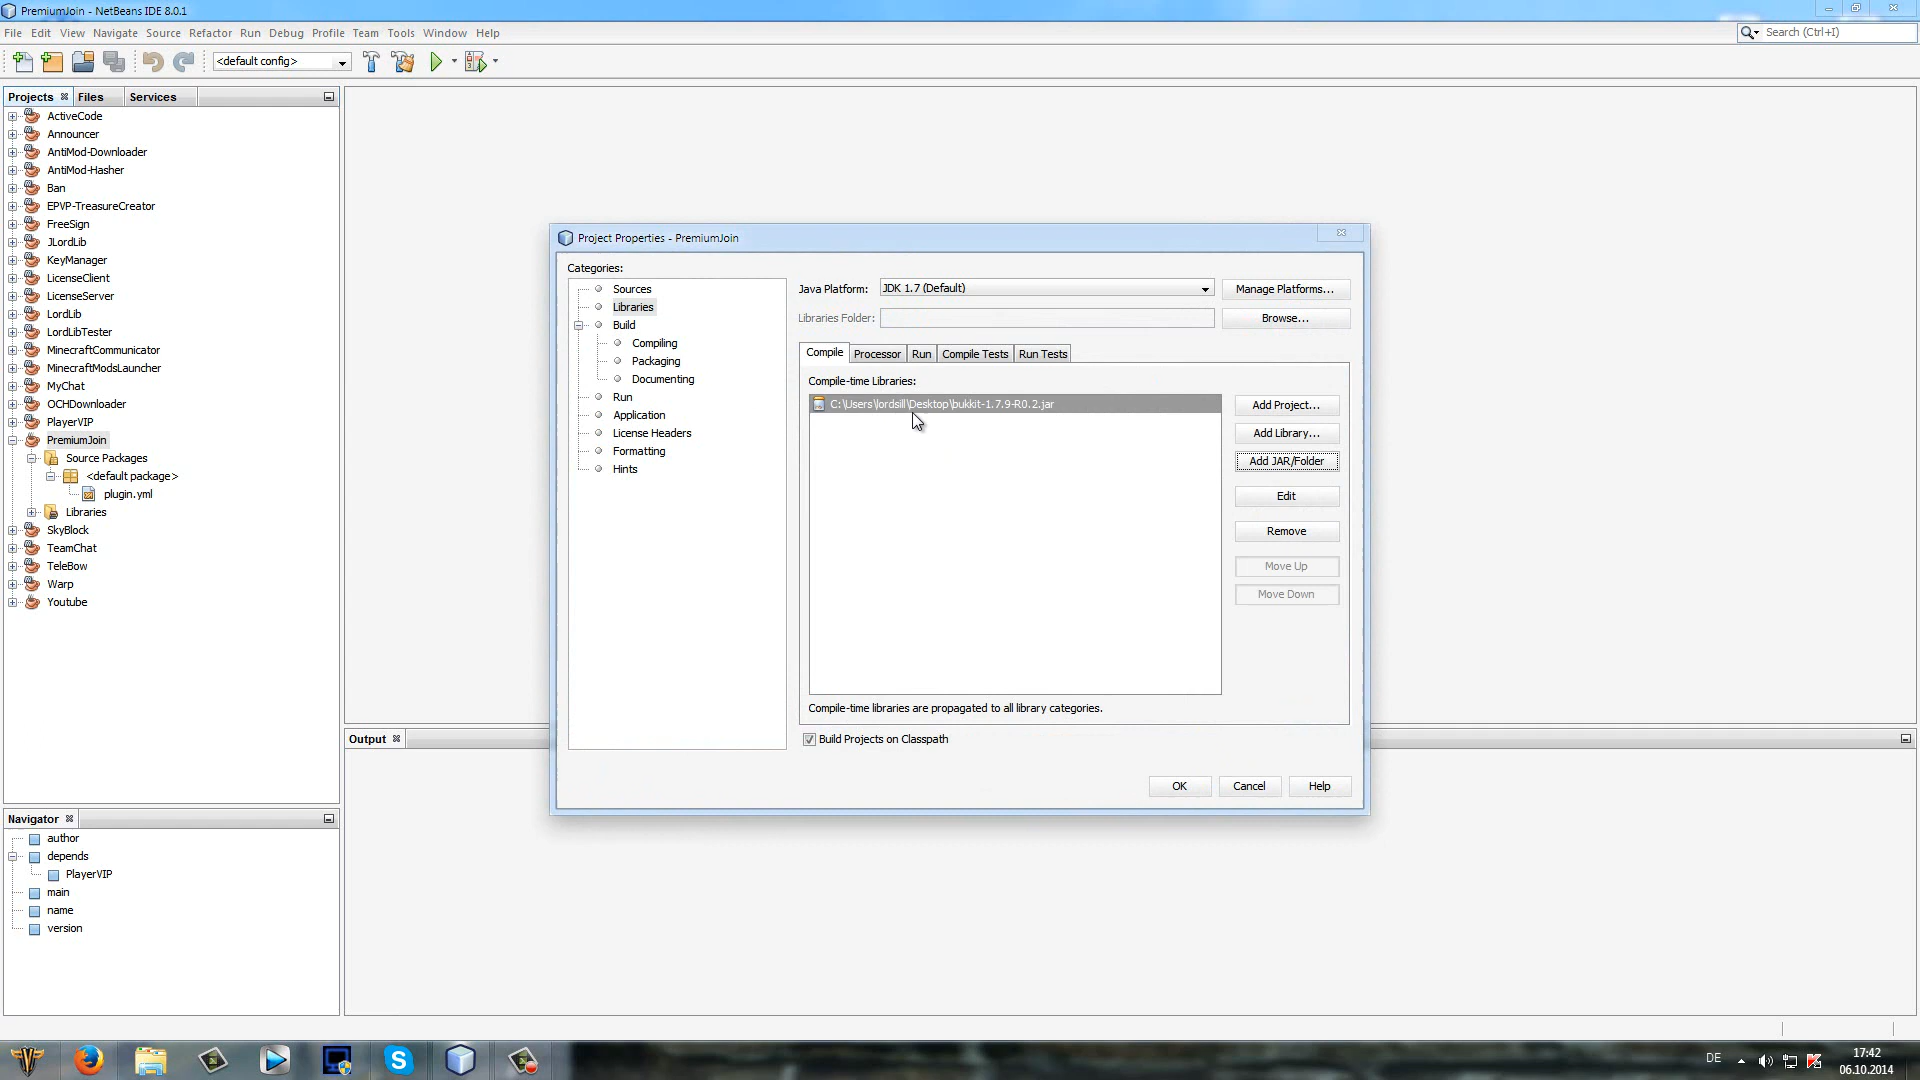 PremiumJoin - NetBeans IDE 8.0.1
File Edit View Navigate Source Refactor Run Debug Profile Team Tools Window Help
Search (Ctrl+I)
<default config>
Projects Files Services
ActiveCode
Announcer
AntiMod-Downloader
AntiMod-Hasher
Ban
EPVP-TreasureCreator
FreeSign
JLordLib
KeyManager
LicenseClient
LicenseServer
LordLib
LordLibTester
MinecraftCommunicator
MinecraftModsLauncher
MyChat
OCHDownloader
PlayerVIP
PremiumJoin
Source Packages
<default package>
plugin.yml
Libraries
SkyBlock
TeamChat
TeleBow
Warp
Youtube
Navigator
author
depends
PlayerVIP
main
name
version
Output
Project Properties - PremiumJoin
Categories:
Sources
Libraries
Build
Compiling
Packaging
Documenting
Run
Application
License Headers
Formatting
Hints
Java Platform: JDK 1.7 (Default) Manage Platforms...
Libraries Folder: Browse...
Compile Processor Run Compile Tests Run Tests
Compile-time Libraries:
C:\Users\lordsill\Desktop\bukkit-1.7.9-R0.2.jar
Add Project...
Add Library...
Add JAR/Folder
Edit
Remove
Move Up
Move Down
Compile-time libraries are propagated to all library categories.
Build Projects on Classpath
OK Cancel Help
DE
17:42
06.10.2014